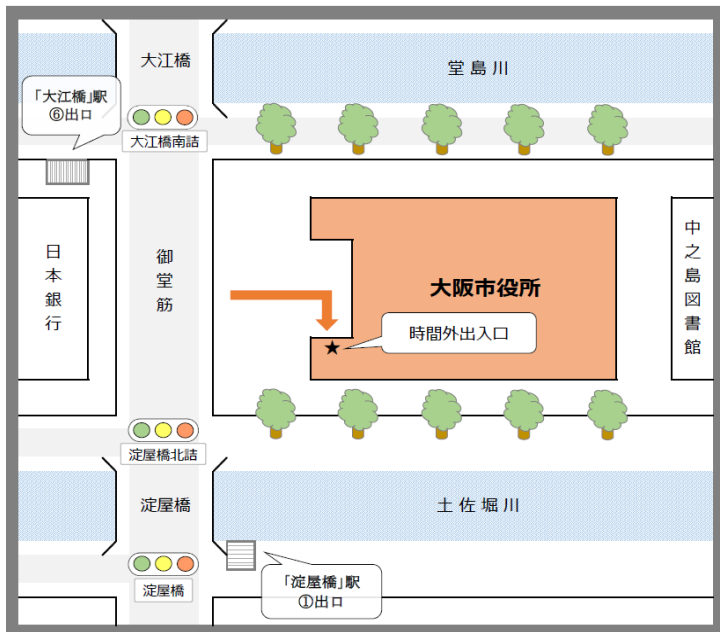 大江橋
堂島川
「大江橋」駅
⑥出口
大江橋南詰
日本銀行
御堂筋
大阪市役所
中之島図書館
時間外出入口
★
淀屋橋北詰
淀屋橋
土佐堀川
淀屋橋
「淀屋橋」駅
①出口